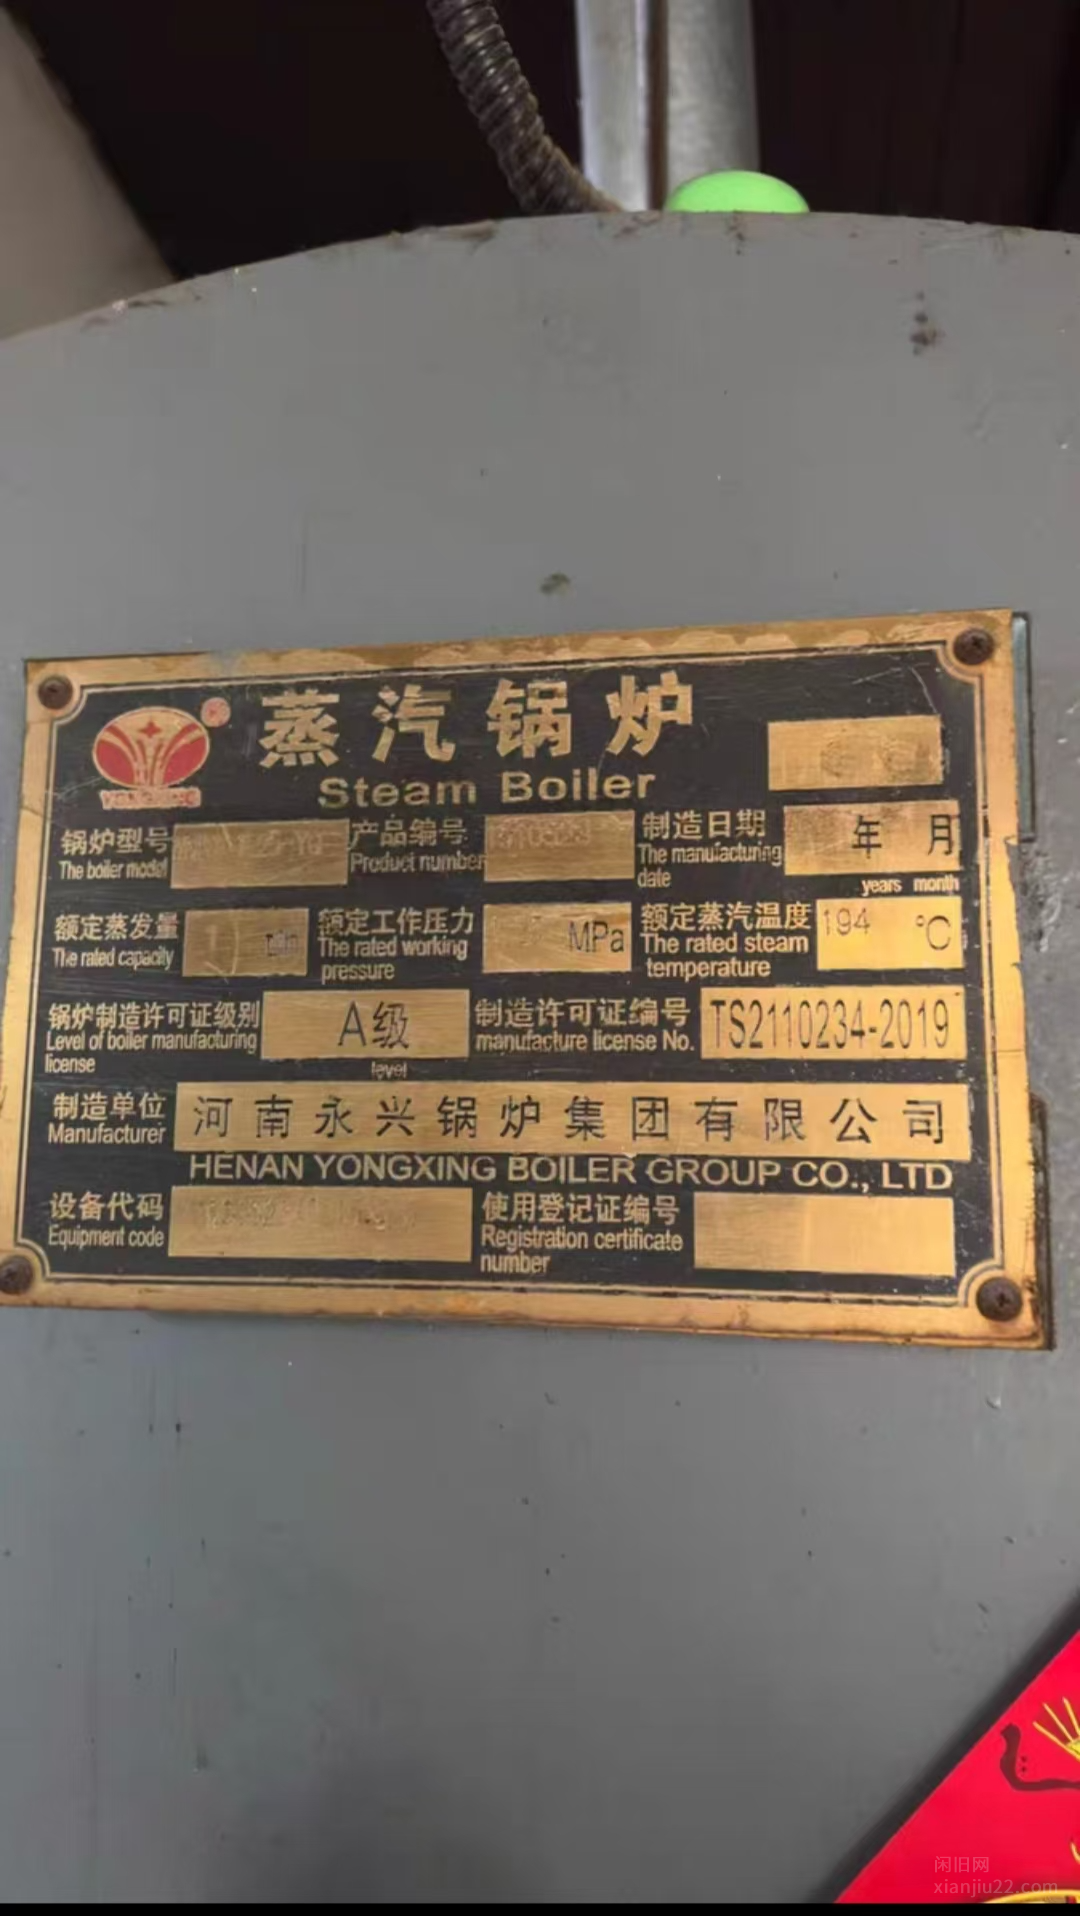 蒸汽锅炉
Steam Boiler
锅炉型号
The boiler model
产品编号
Product number
制造日期
The manufacturing
date
年 月
years month
额定蒸发量
The rated capacity
额定工作压力
The rated working
pressure
MPa
额定蒸汽温度
The rated steam
temperature
194 °C
锅炉制造许可证级别
Level of boiler manufacturing
license
A级
level
制造许可证编号
manufacture license No.
TS2110234-2019
制造单位
Manufacturer
河南永兴锅炉集团有限公司
HENAN YONGXING BOILER GROUP CO., LTD
设备代码
Equipment code
使用登记证编号
Registration certificate
number
闲旧网
xianjiu22.com